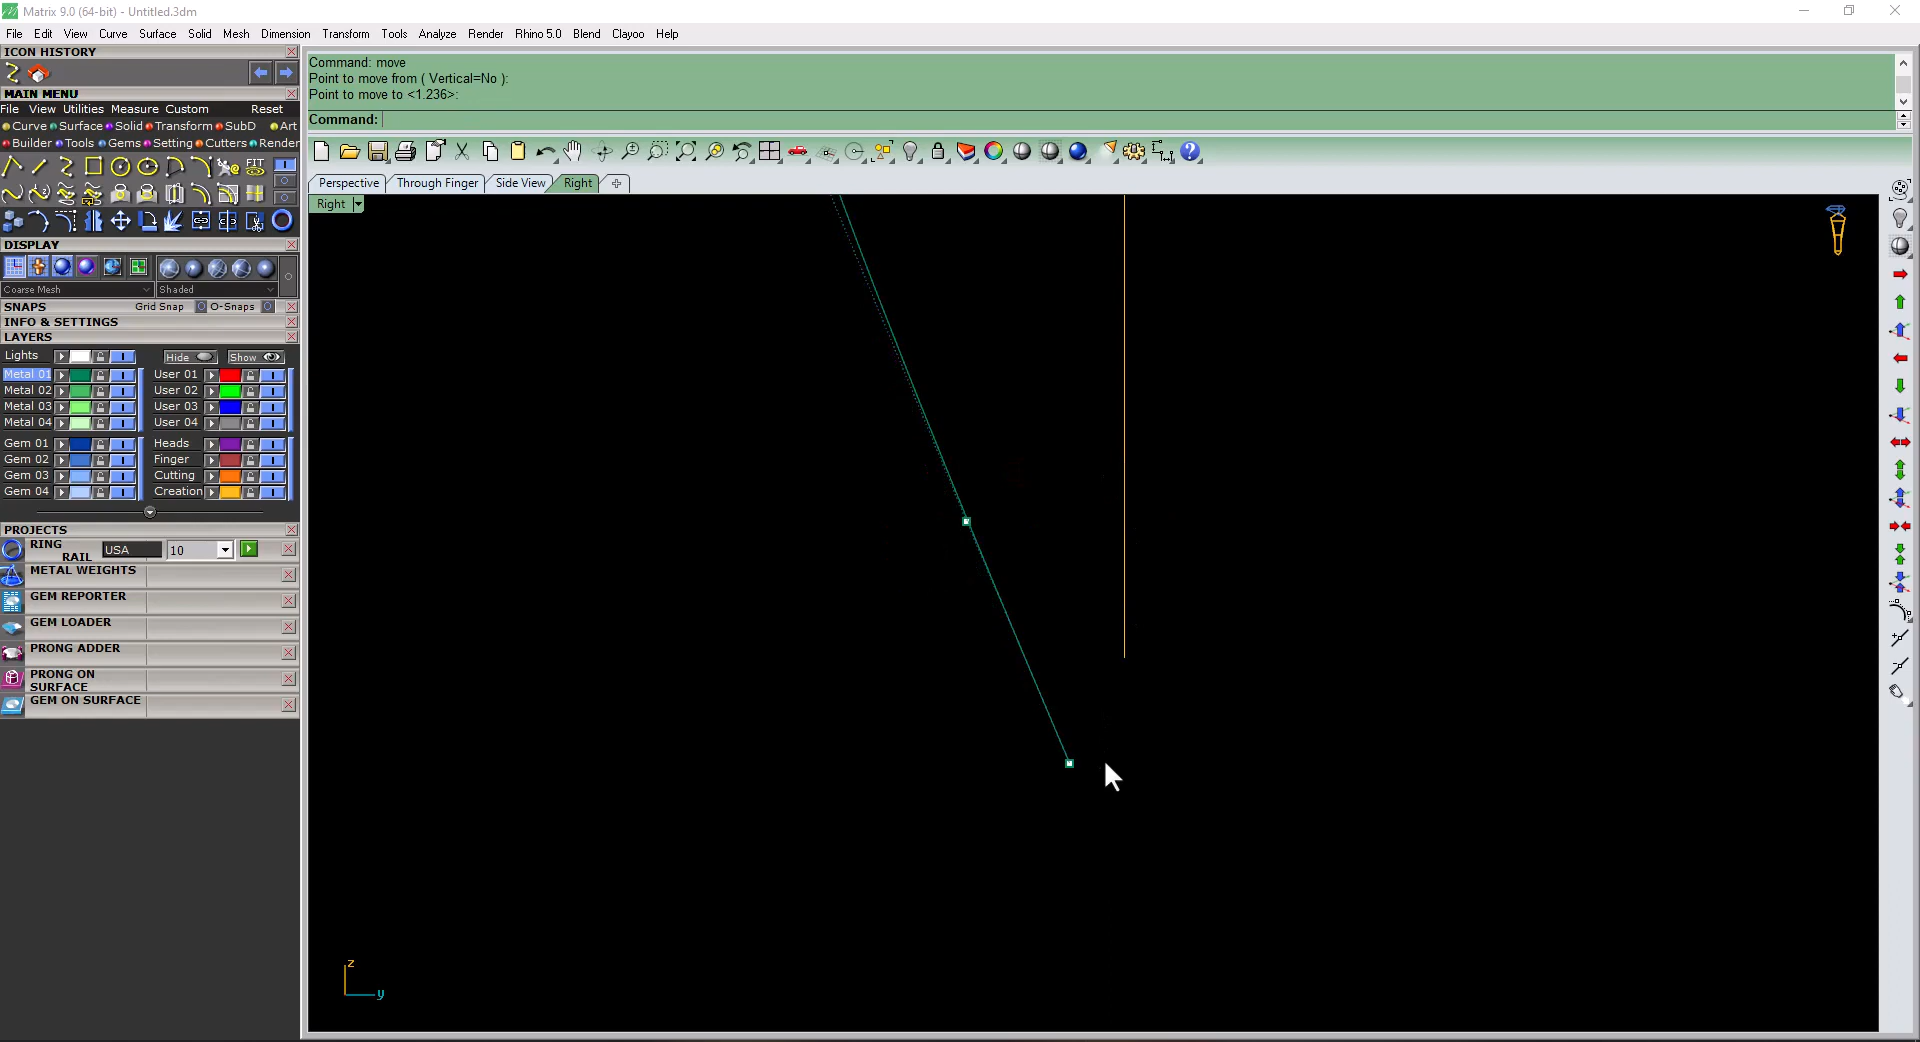 Matrix 9.0 (64-bit) - Untitled.3dm
File Edit View Curve Surface Solid Mesh Dimension Transform Tools Analyze Render Rhino 5.0 Blend Clayoo Help
ICON HISTORY
MAIN MENU
File View Utilities Measure Custom Reset
Curve Surface Solid Transform SubD Art
Builder Tools Gems Setting Cutters Render
FIT
DISPLAY
Coarse Mesh Shaded
SNAPS Grid Snap O-Snaps
INFO & SETTINGS
LAYERS
Lights Hide Show
Metal 01 User 01
Metal 02 User 02
Metal 03 User 03
Metal 04 User 04
Gem 01 Heads
Gem 02 Finger
Gem 03 Cutting
Gem 04 Creation
PROJECTS
RING RAIL USA 10
METAL WEIGHTS
GEM REPORTER
GEM LOADER
PRONG ADDER
PRONG ON SURFACE
GEM ON SURFACE
Command: move
Point to move from ( Vertical=No ):
Point to move to <1.236>:
Command:
Perspective Through Finger Side View Right
Right
z
y